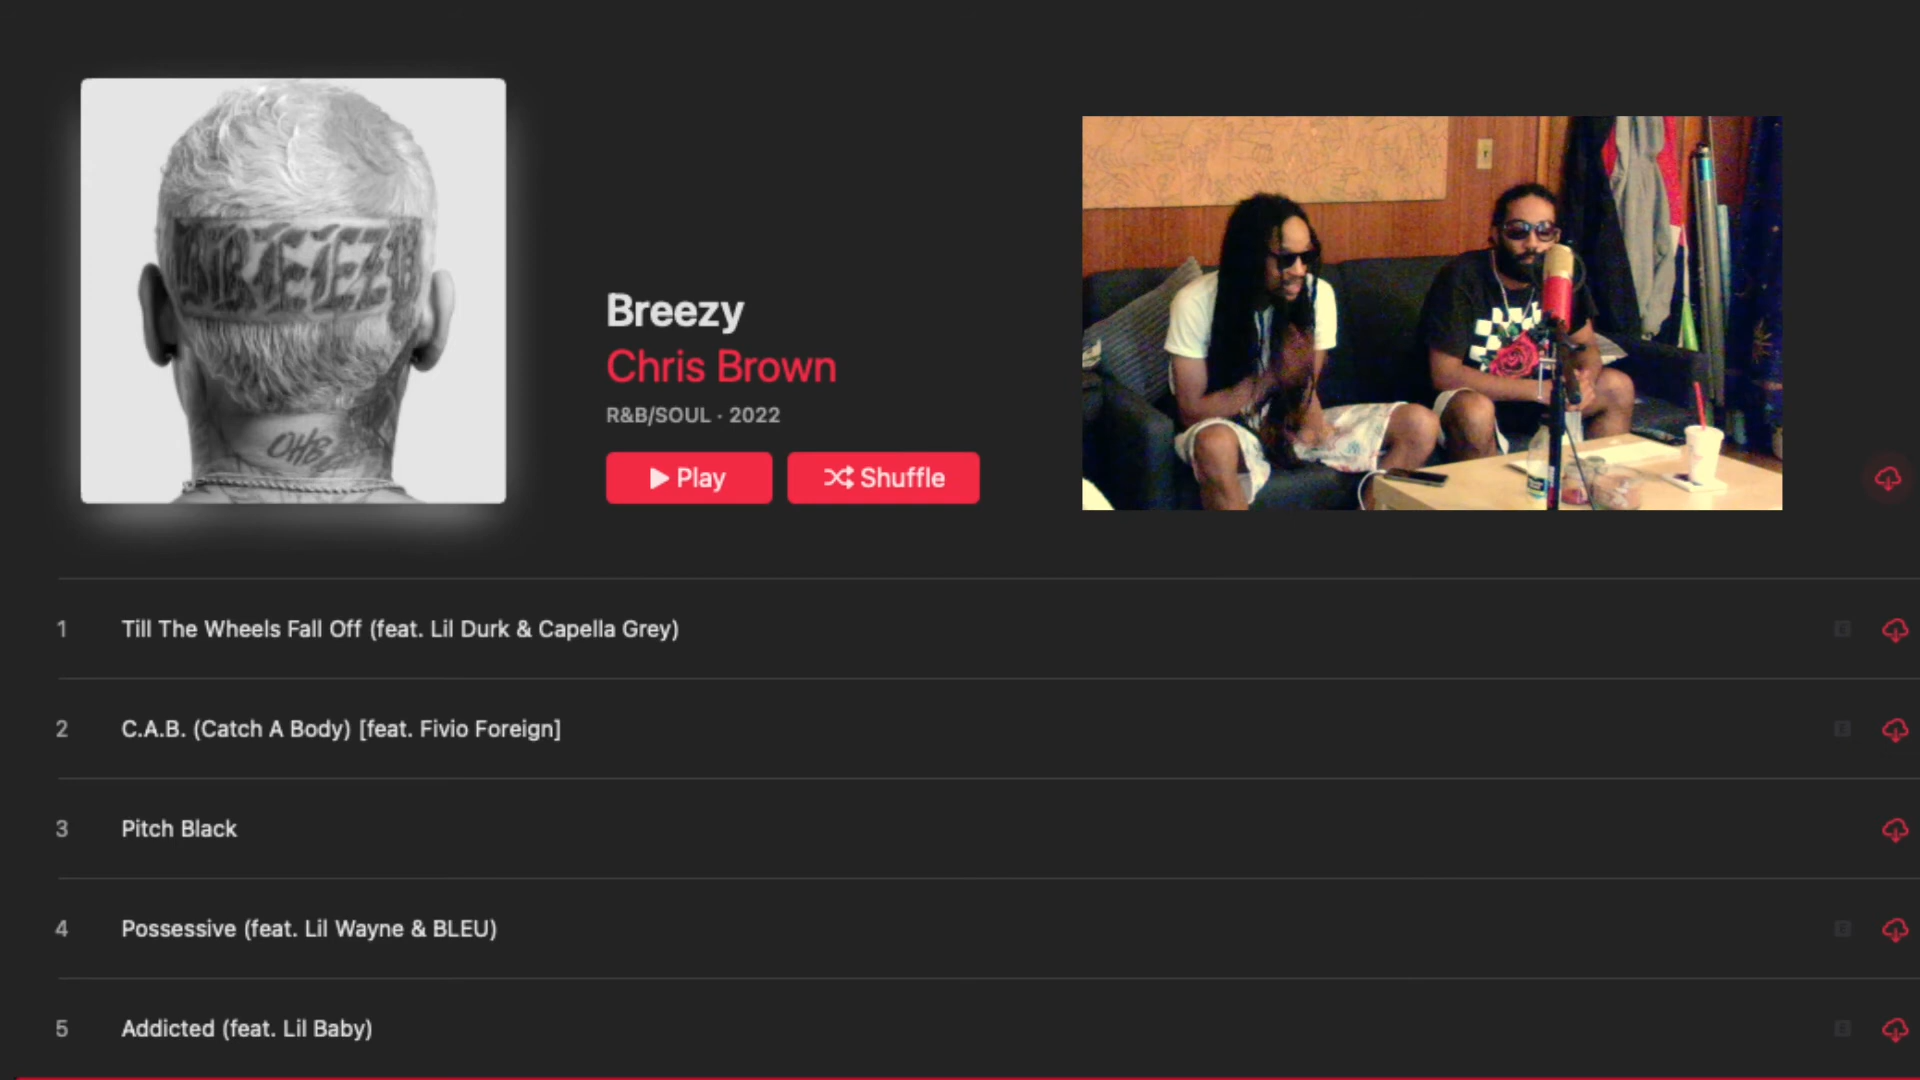 BREEZY
OHB
Breezy
Chris Brown
R&B/SOUL · 2022
Play
Shuffle
1 Till The Wheels Fall Off (feat. Lil Durk & Capella Grey)
E
2 C.A.B. (Catch A Body) [feat. Fivio Foreign]
E
3 Pitch Black
4 Possessive (feat. Lil Wayne & BLEU)
E
5 Addicted (feat. Lil Baby)
E